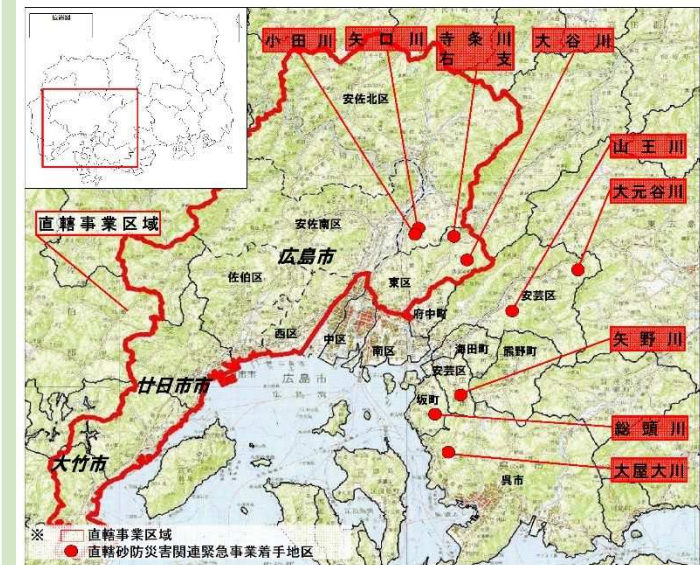 位置図
小田川
矢口川
寺条川
右支
大谷川
山王川
大元谷川
直轄事業区域
安佐北区
安佐南区
広島市
佐伯区
東区
安芸区
府中町
西区
中区
南区
海田町
熊野町
安芸区
矢野川
廿日市市
広島市
坂町
総頭川
大竹市
大屋大川
呉市
※
直轄事業区域
直轄砂防災害関連緊急事業着手地区